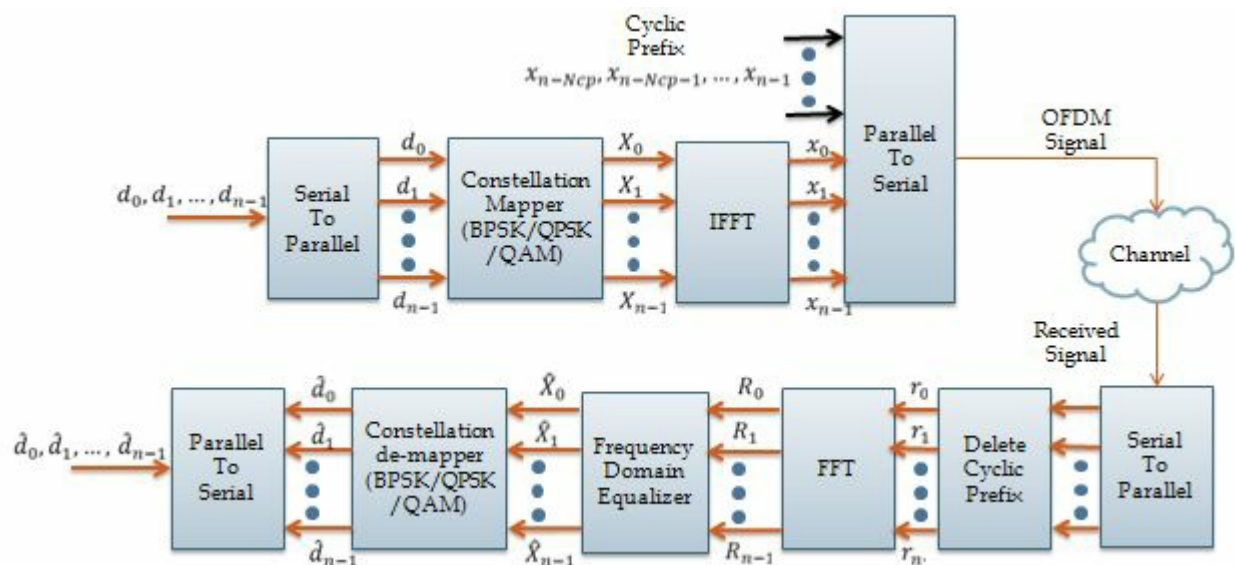 Cyclic
Prefix
x_{n-Ncp}, x_{n-Ncp-1}, ..., x_{n-1}
d_0, d_1, ..., d_{n-1}
Serial
To
Parallel
d_0
d_1
d_{n-1}
Constellation
Mapper
(BPSK/QPSK
/QAM)
X_0
X_1
X_{n-1}
IFFT
x_0
x_1
x_{n-1}
Parallel
To
Serial
OFDM
Signal
Channel
Received
Signal
d̂_0, d̂_1, ..., d̂_{n-1}
Parallel
To
Serial
d̂_0
d̂_1
d̂_{n-1}
Constellation
de-mapper
(BPSK/QPSK
/QAM)
X̂_0
X̂_1
X̂_{n-1}
Frequency
Domain
Equalizer
R_0
R_1
R_{n-1}
FFT
r_0
r_1
r_{n·}
Delete
Cyclic
Prefix
Serial
To
Parallel